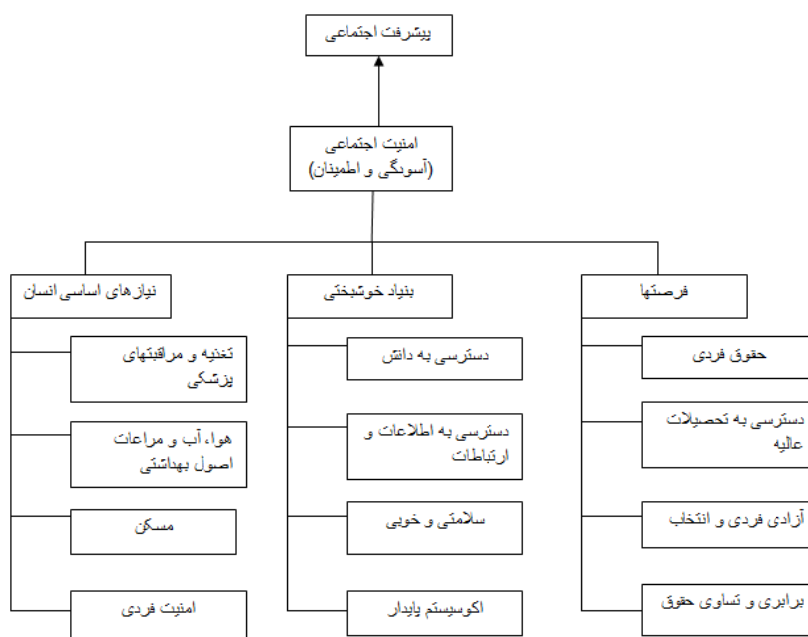 پیشرفت اجتماعی
امنیت اجتماعی
(آسودگی و اطمینان)
فرصتها
حقوق فردی
دسترسی به تحصیلات
عالیه
آزادی فردی و انتخاب
برابری و تساوی حقوق
بنیاد خوشبختی
دسترسی به دانش
دسترسی به اطلاعات و
ارتباطات
سلامتی و خوبی
اکوسیستم پایدار
نیازهای اساسی انسان
تغذیه و مراقبتهای
پزشکی
هوا، آب و مراعات
اصول بهداشتی
مسکن
امنیت فردی